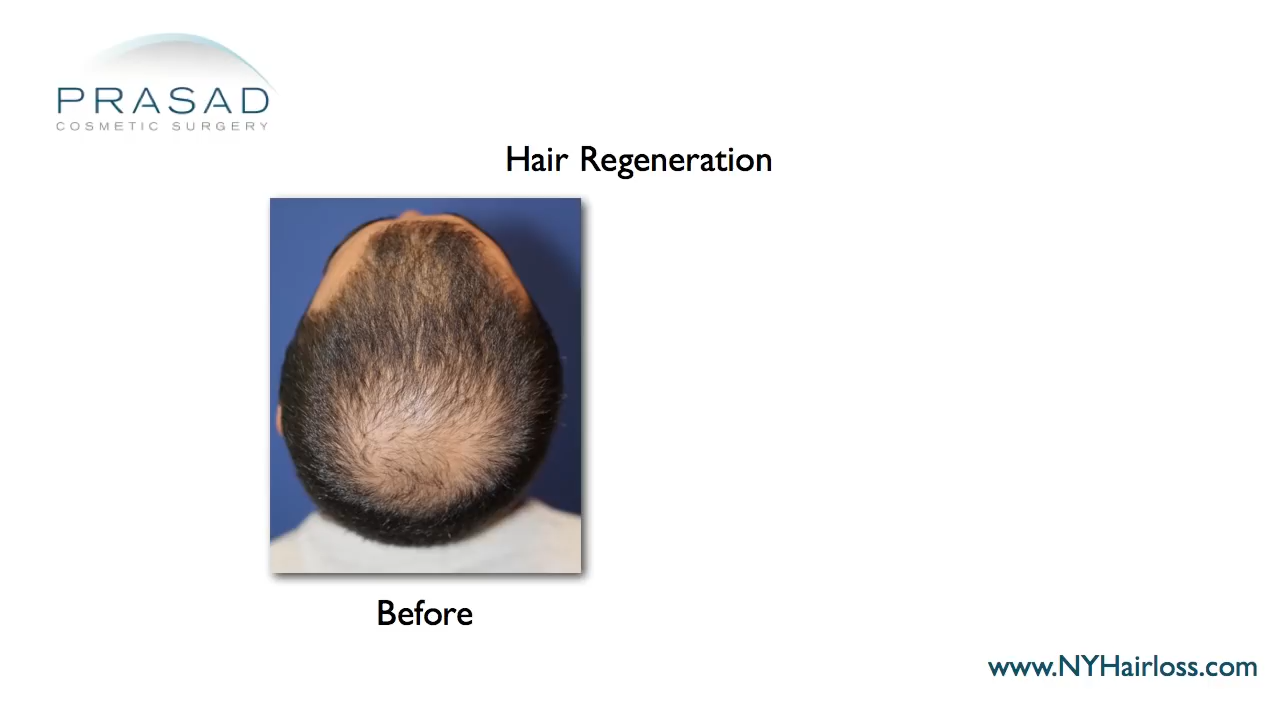 PRASAD
COSMETIC SURGERY
Hair Regeneration
Before
www.NYHairloss.com